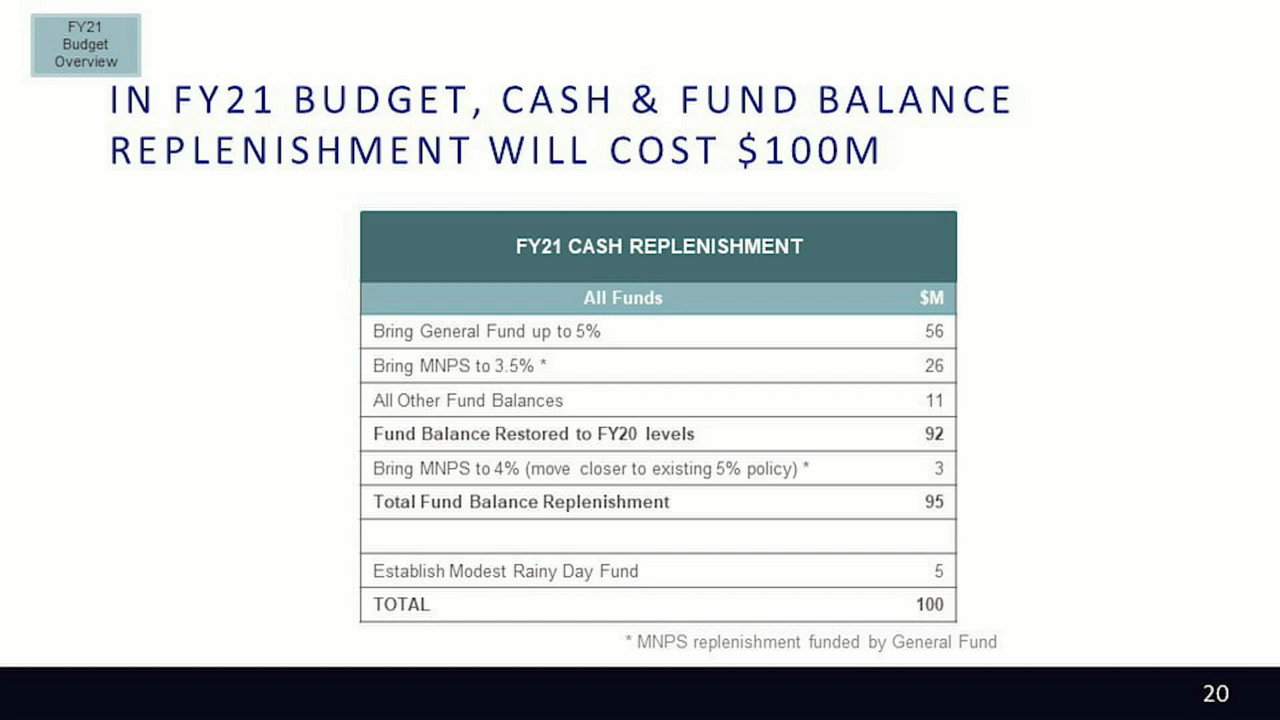 FY21
Budget
Overview
IN FY21 BUDGET, CASH & FUND BALANCE
REPLENISHMENT WILL COST $100M
FY21 CASH REPLENISHMENT
All Funds $M
Bring General Fund up to 5% 56
Bring MNPS to 3.5% * 26
All Other Fund Balances 11
Fund Balance Restored to FY20 levels 92
Bring MNPS to 4% (move closer to existing 5% policy) * 3
Total Fund Balance Replenishment 95
Establish Modest Rainy Day Fund 5
TOTAL 100
* MNPS replenishment funded by General Fund
20